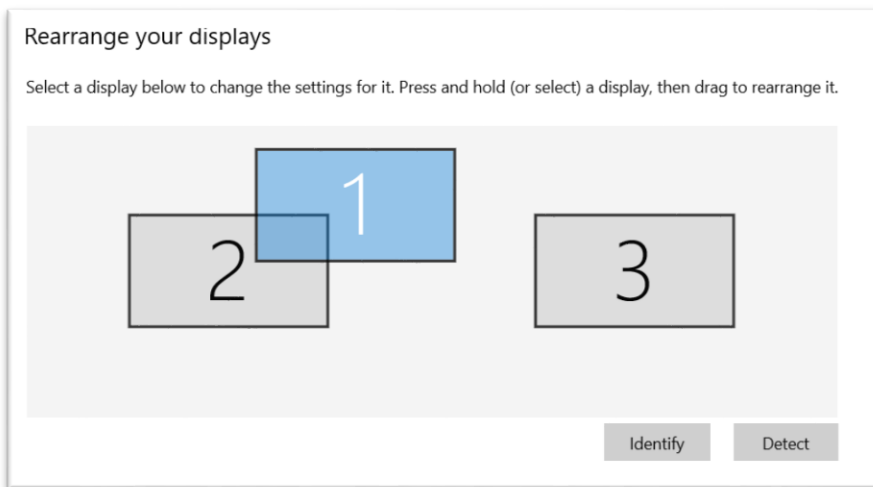 Rearrange your displays
Select a display below to change the settings for it. Press and hold (or select) a display, then drag to rearrange it.
1
2
3
Identify
Detect